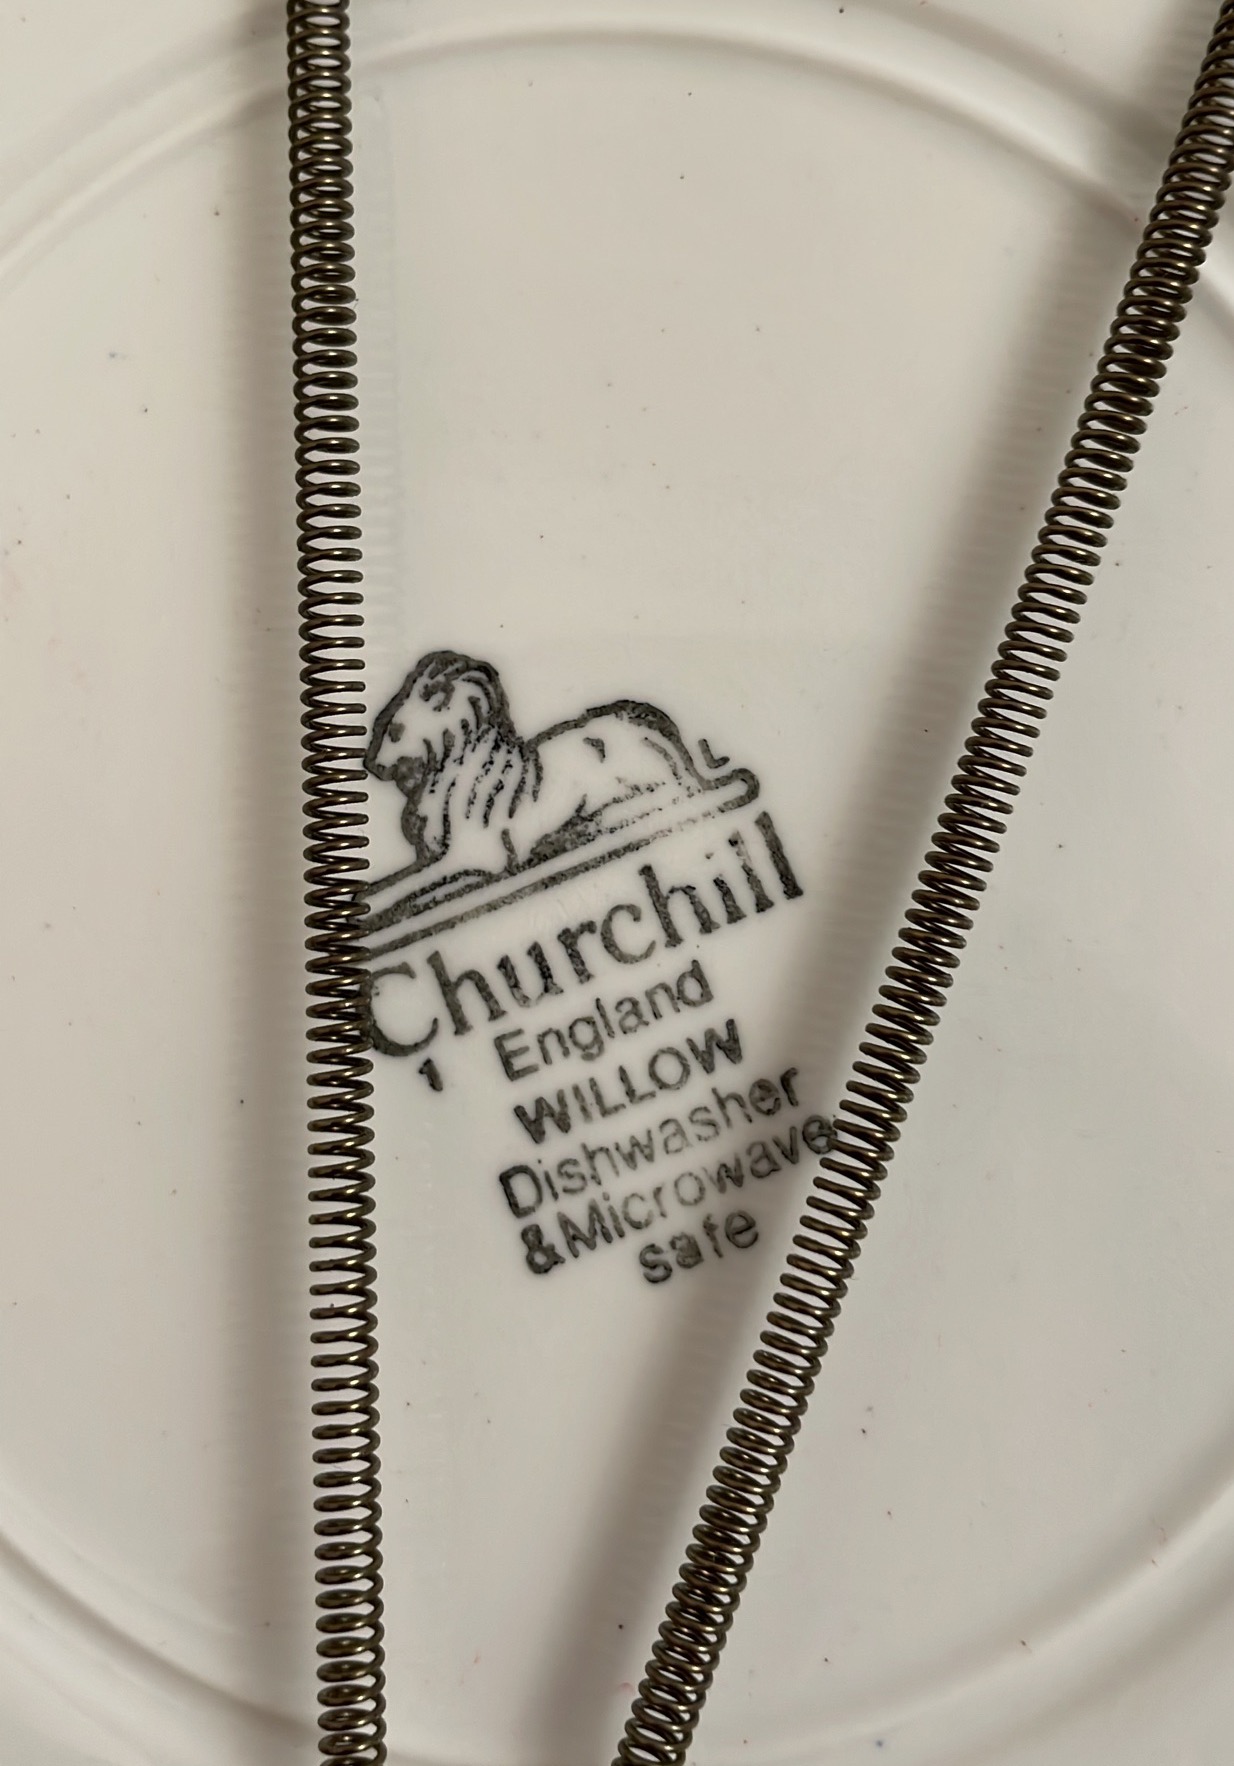 Churchill
1
England
WILLOW
Dishwasher
&Microwave
safe